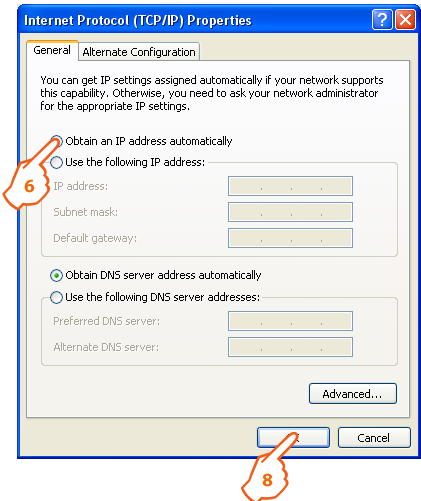 Internet Protocol (TCP/IP) Properties
General
Alternate Configuration
You can get IP settings assigned automatically if your network supports
this capability. Otherwise, you need to ask your network administrator
for the appropriate IP settings.
Obtain an IP address automatically
Use the following IP address:
6
IP address:
Subnet mask:
Default gateway:
Obtain DNS server address automatically
Use the following DNS server addresses:
Preferred DNS server:
Alternate DNS server:
Advanced...
Cancel
8